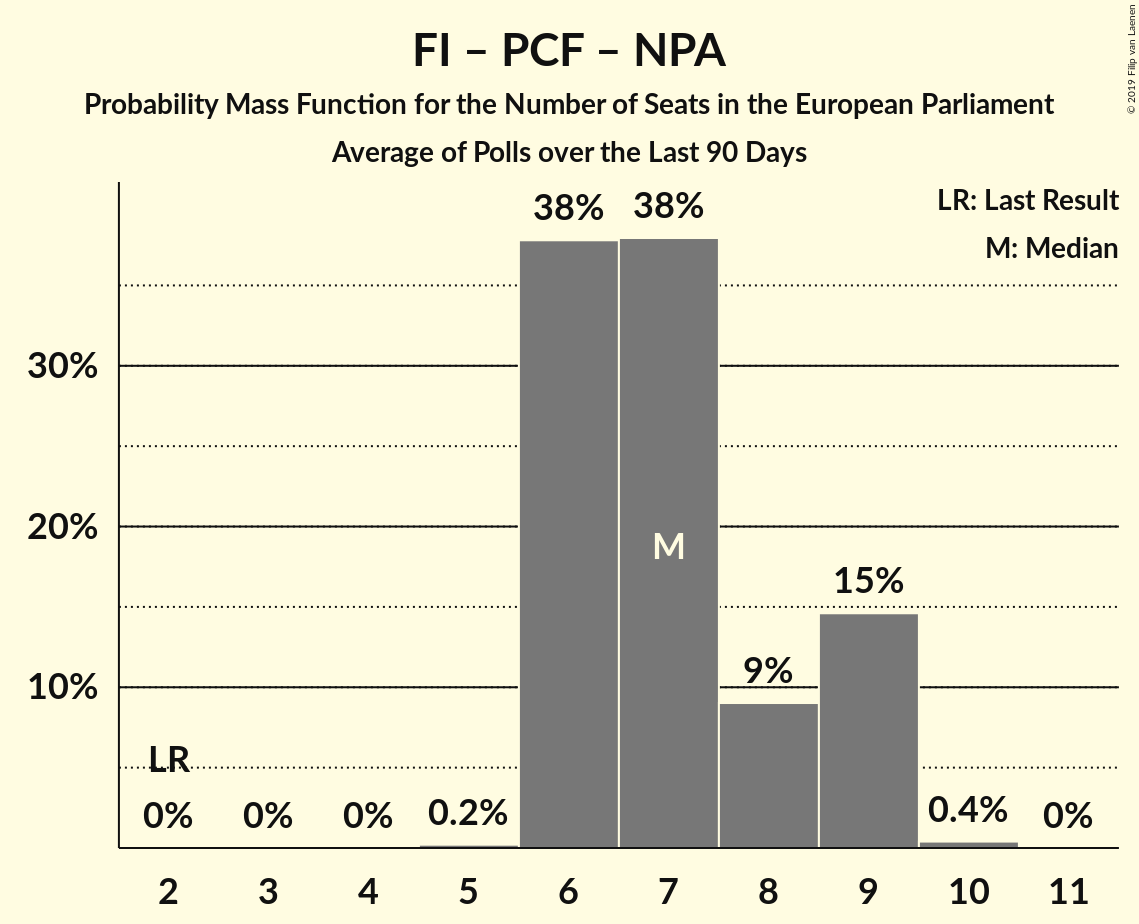 FI – PCF – NPA
Probability Mass Function for the Number of Seats in the European Parliament
Average of Polls over the Last 90 Days
© 2019 Filip van Laenen
LR: Last Result
M: Median
38% 38%
30%
20%
M
15%
9%
10%
LR
0% 0% 0% 0.2% 0.4% 0%
2 3 4 5 6 7 8 9 10 11